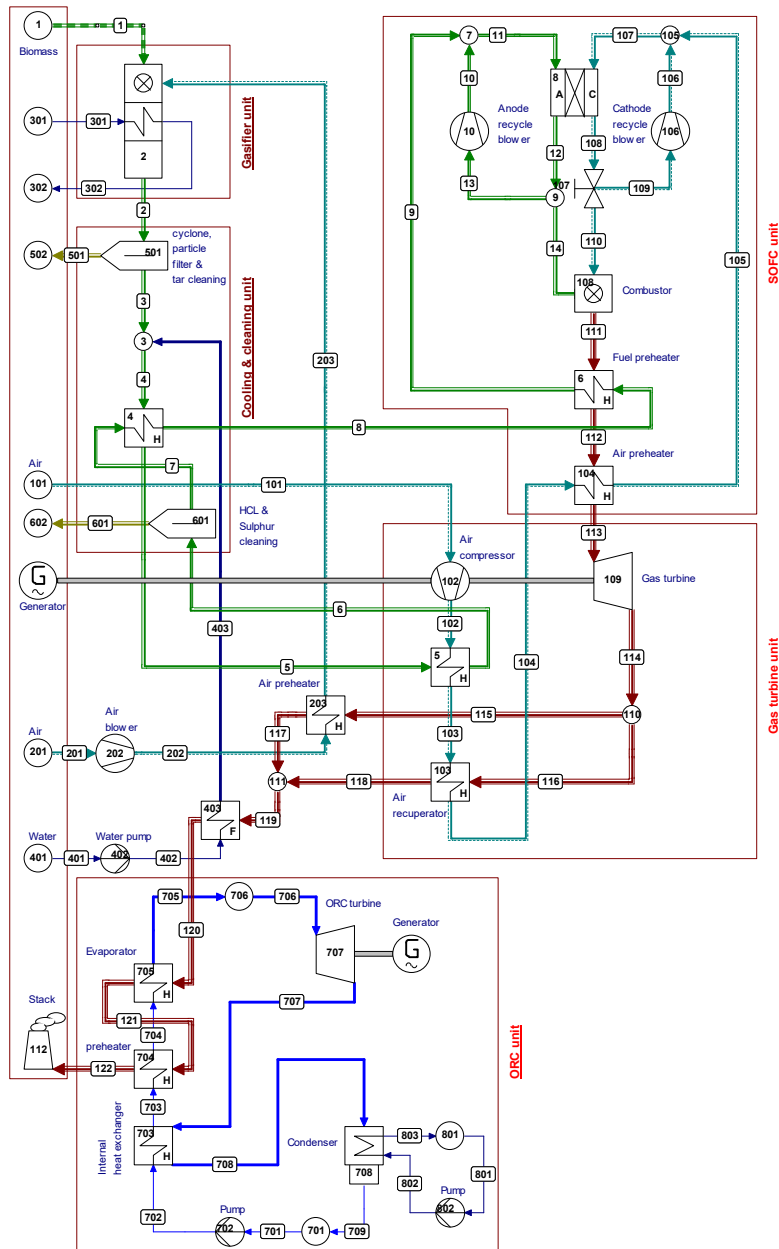 1
1
Biomass
301
301
302
302
2
2
Gasifier unit
502
501
501
cyclone,
particle
filter &
tar cleaning
3
3
4
4
H
Cooling & cleaning unit
203
7
8
Air
101
101
602
601
601
HCL &
Sulphur
cleaning
7
11
105
107
8
A
C
10
106
10
Anode
recycle
blower
Cathode
recycle
blower
106
12
108
13
9
107
109
9
14
110
108
Combustor
105
111
Fuel preheater
6
H
112
Air preheater
104
H
113
SOFC unit
G
Generator
Air
compressor
102
109
Gas turbine
403
6
102
5
5
H
104
114
Air preheater
203
H
115
110
117
103
Air
blower
Air
201
201
202
202
111
118
103
H
116
Air
recuperator
Gas turbine unit
403
F
119
Water
Water pump
401
401
402
402
705
706
706
ORC turbine
Generator
120
707
G
Evaporator
705
H
707
121
704
Stack
112
122
preheater
704
H
703
703
H
Internal
heat exchanger
708
Condenser
803
801
708
802
801
Pump
802
702
Pump
702
701
701
709
ORC unit